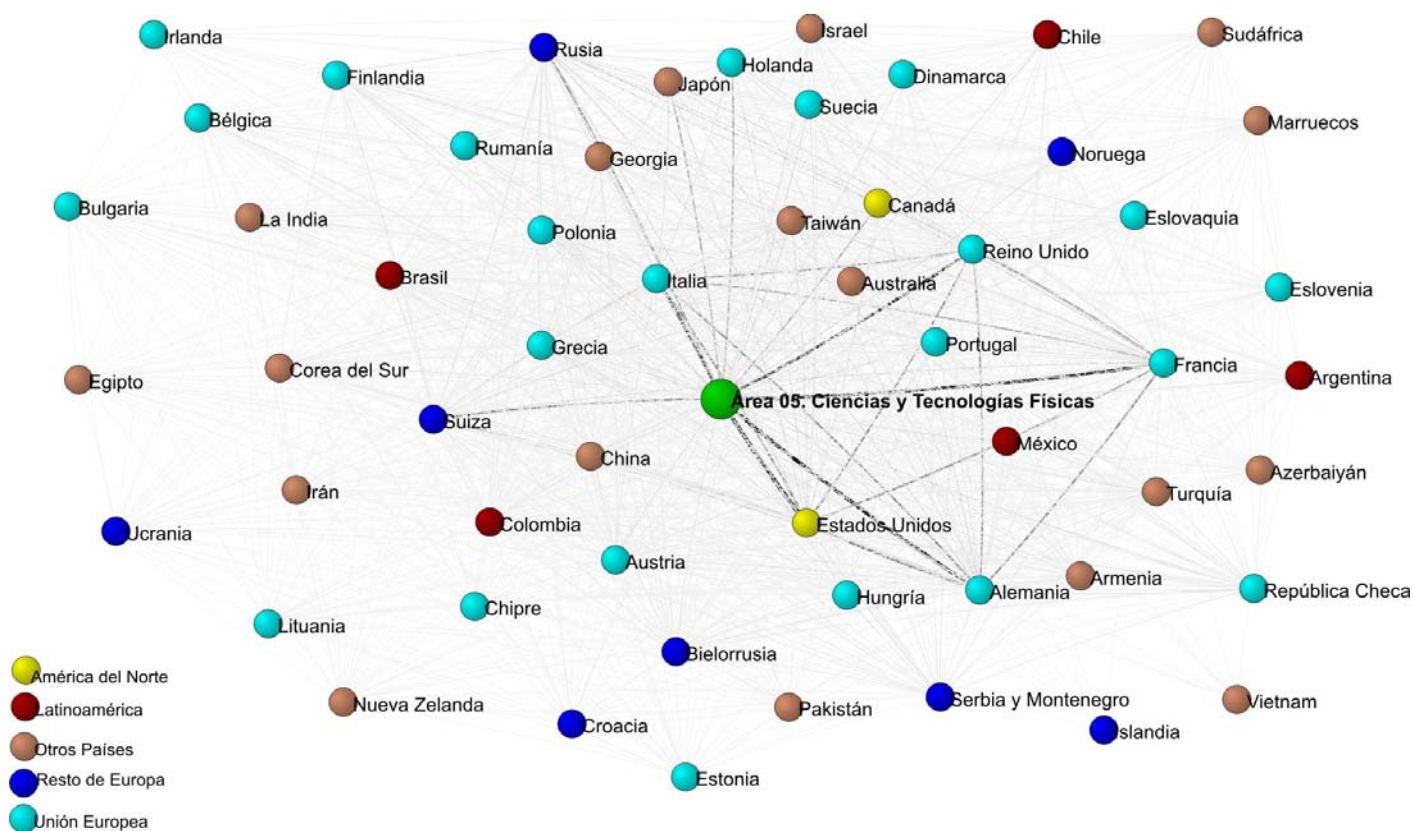 Irlanda
Rusia
Israel
Chile
Sudáfrica
Finlandia
Holanda
Japón
Dinamarca
Suecia
Bélgica
Marruecos
Rumanía
Georgia
Noruega
Bulgaria
La India
Polonia
Taiwán
Canadá
Eslovaquia
Reino Unido
Brasil
Italia
Australia
Eslovenia
Grecia
Portugal
Egipto
Corea del Sur
Francia
Argentina
Área 05. Ciencias y Tecnologías Físicas
Suiza
México
China
Azerbaiyán
Irán
Turquía
Ucrania
Colombia
Estados Unidos
Austria
Armenia
Hungría
Alemania
República Checa
Chipre
Lituania
Bielorrusia
Nueva Zelanda
Croacia
Pakistán
Serbia y Montenegro
Vietnam
Islandia
Estonia
América del Norte
Latinoamérica
Otros Países
Resto de Europa
Unión Europea